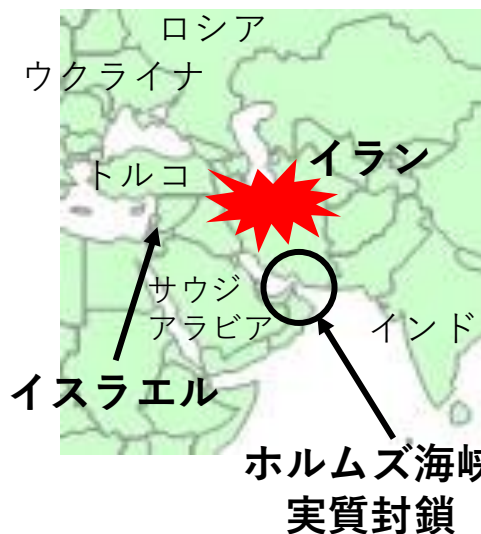 ロシア
ウクライナ
イラン
トルコ
サウジ
アラビア
インド
イスラエル
ホルムズ海峡
実質封鎖